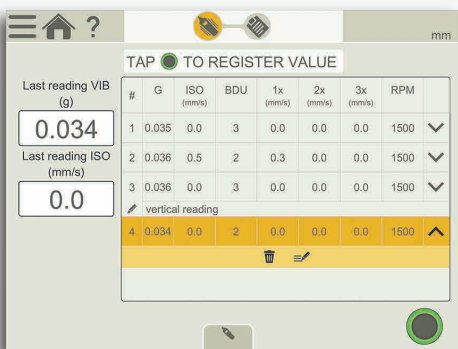 ?
mm
TAP TO REGISTER VALUE
Last reading VIB
(g)
0.034
Last reading ISO
(mm/s)
0.0
# G ISO (mm/s) BDU 1x (mm/s) 2x (mm/s) 3x (mm/s) RPM
1 0.035 0.0 3 0.0 0.0 0.0 1500
2 0.036 0.5 2 0.3 0.0 0.0 1500
3 0.036 0.0 3 0.0 0.0 0.0 1500
vertical reading
4 0.034 0.0 2 0.0 0.0 0.0 1500